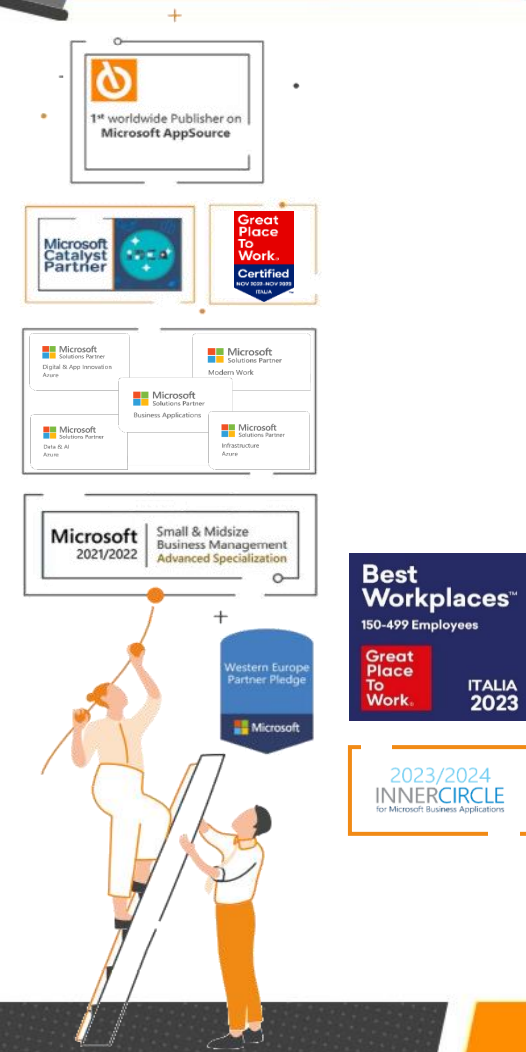 1st worldwide Publisher on
Microsoft AppSource
Microsoft
Catalyst
Partner
Great
Place
To
Work.
Certified
ITALIA
Microsoft
Solutions Partner
Digital & App Innovation
Azure
Microsoft
Solutions Partner
Modern Work
Microsoft
Solutions Partner
Business Applications
Microsoft
Solutions Partner
Data & AI
Azure
Microsoft
Solutions Partner
Infrastructure
Azure
Microsoft
2021/2022
Small & Midsize
Business Management
Advanced Specialization
Western Europe
Partner Pledge
Microsoft
Best
Workplaces™
150-499 Employees
Great
Place
To
Work.
ITALIA
2023
2023/2024
INNERCIRCLE
for Microsoft Business Applications